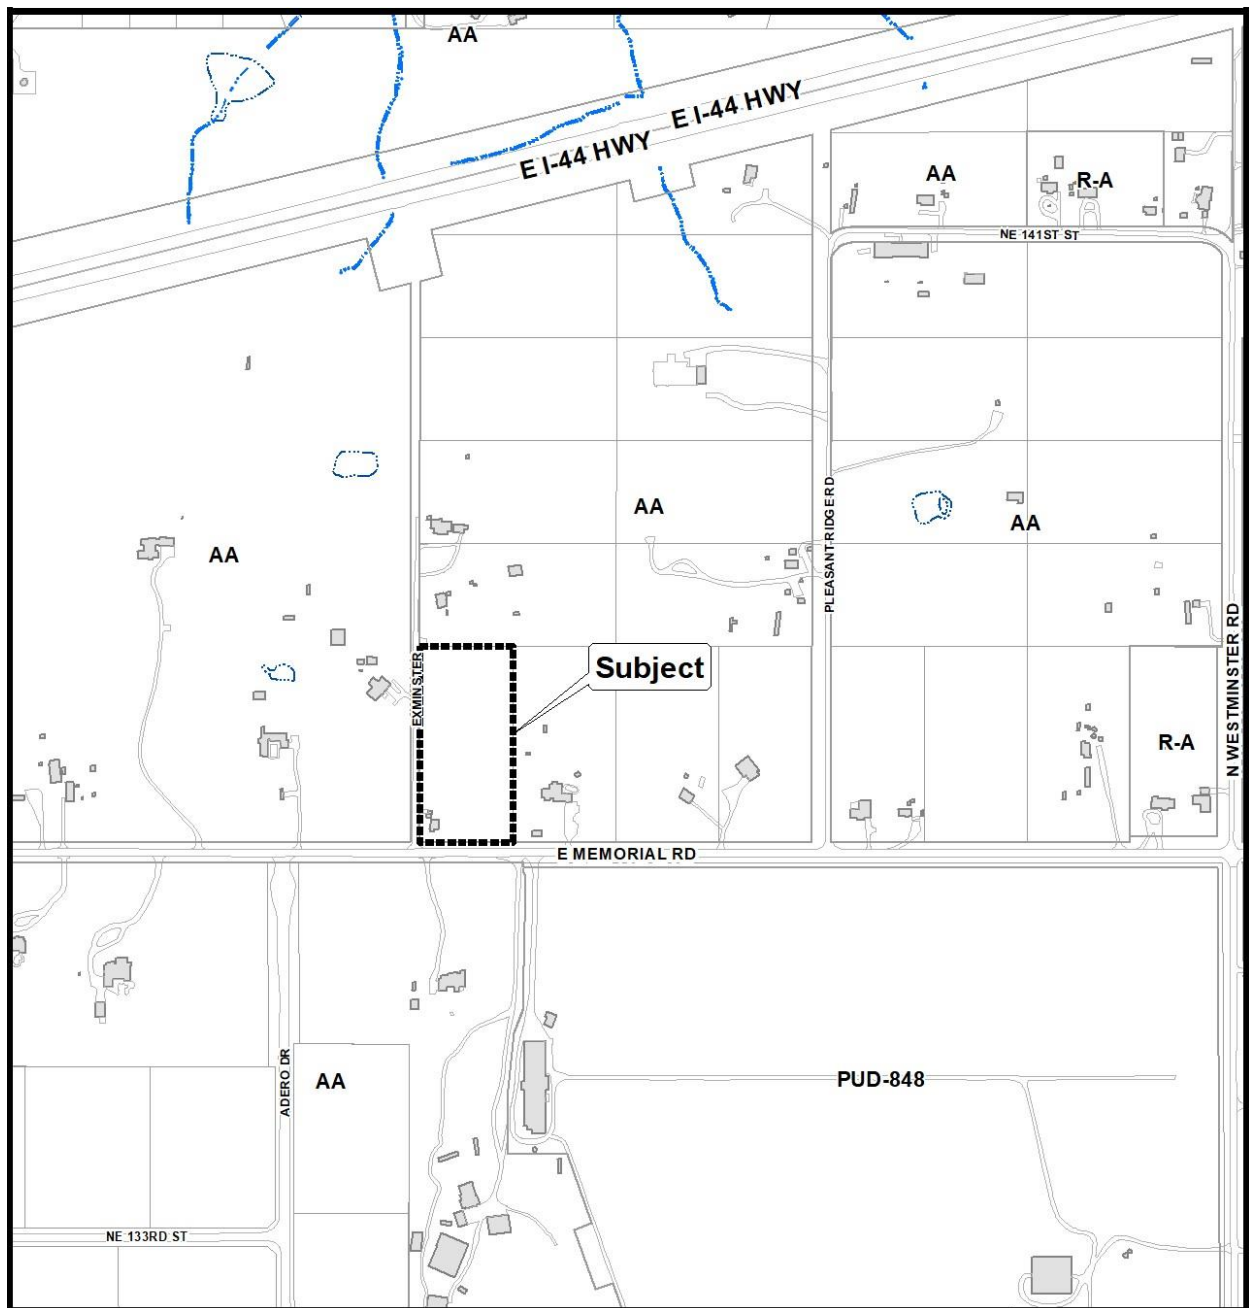 AA
E I-44 HWY
E I-44 HWY
AA
R-A
NE 141ST ST
AA
PLEASANT RIDGE RD
AA
AA
Subject
EXMINSTER
N WESTMINSTER RD
R-A
E MEMORIAL RD
ADERO DR
AA
PUD-848
NE 133RD ST